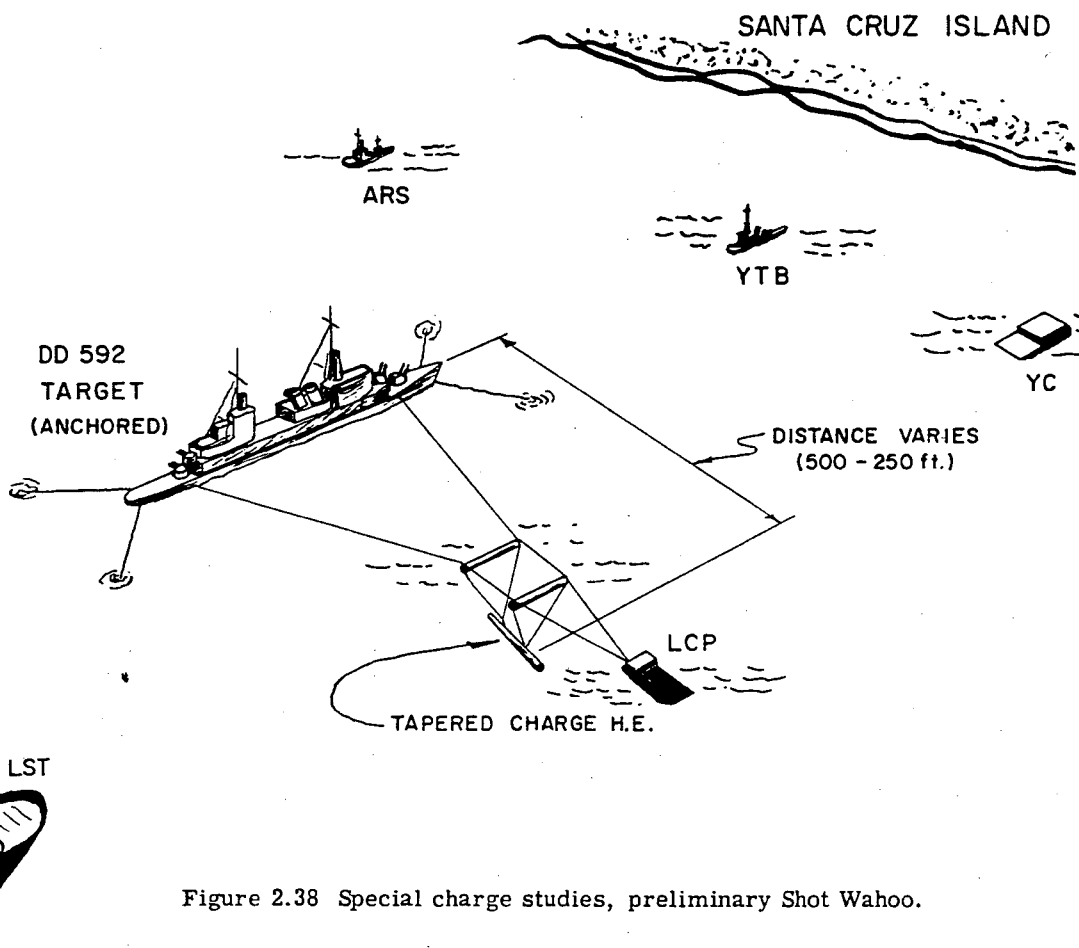 SANTA CRUZ ISLAND
ARS
YTB
YC
DD 592
TARGET
(ANCHORED)
DISTANCE VARIES
(500 - 250 ft.)
LCP
TAPERED CHARGE H.E.
LST
Figure 2.38 Special charge studies, preliminary Shot Wahoo.